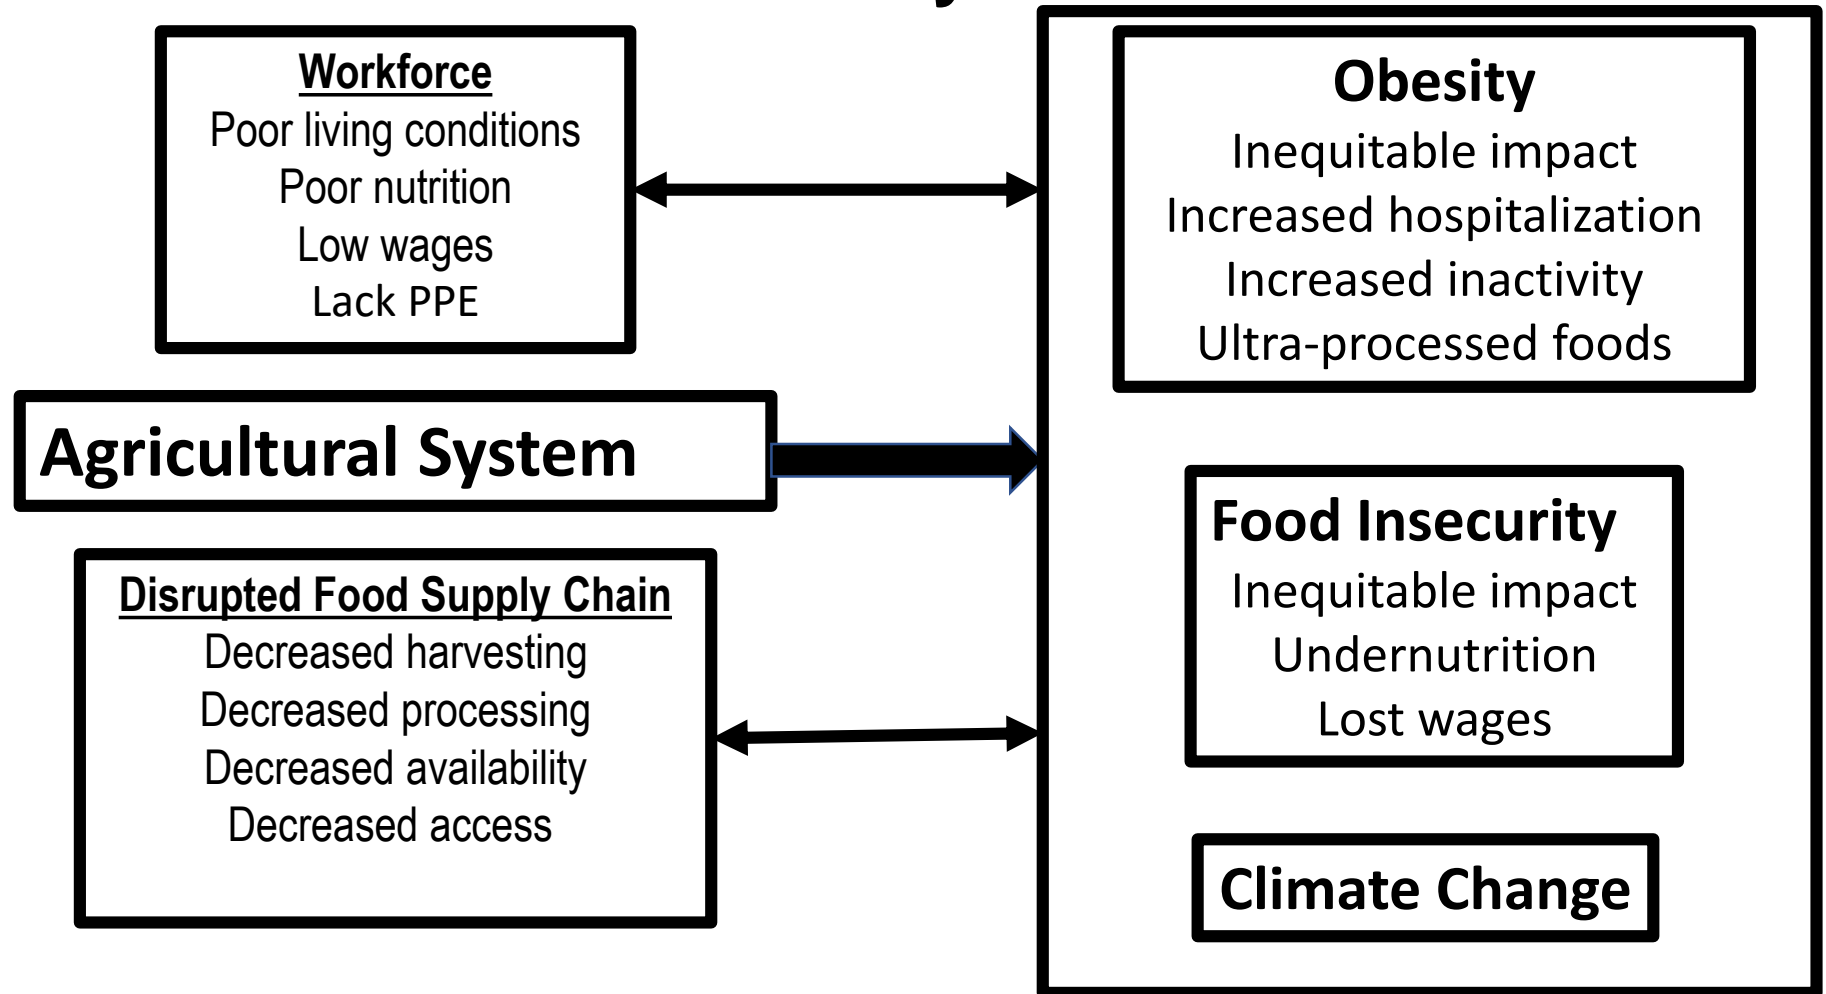 Workforce
Poor living conditions
Poor nutrition
Low wages
Lack PPE
Agricultural System
Disrupted Food Supply Chain
Decreased harvesting
Decreased processing
Decreased availability
Decreased access
Obesity
Inequitable impact
Increased hospitalization
Increased inactivity
Ultra-processed foods
Food Insecurity
Inequitable impact
Undernutrition
Lost wages
Climate Change